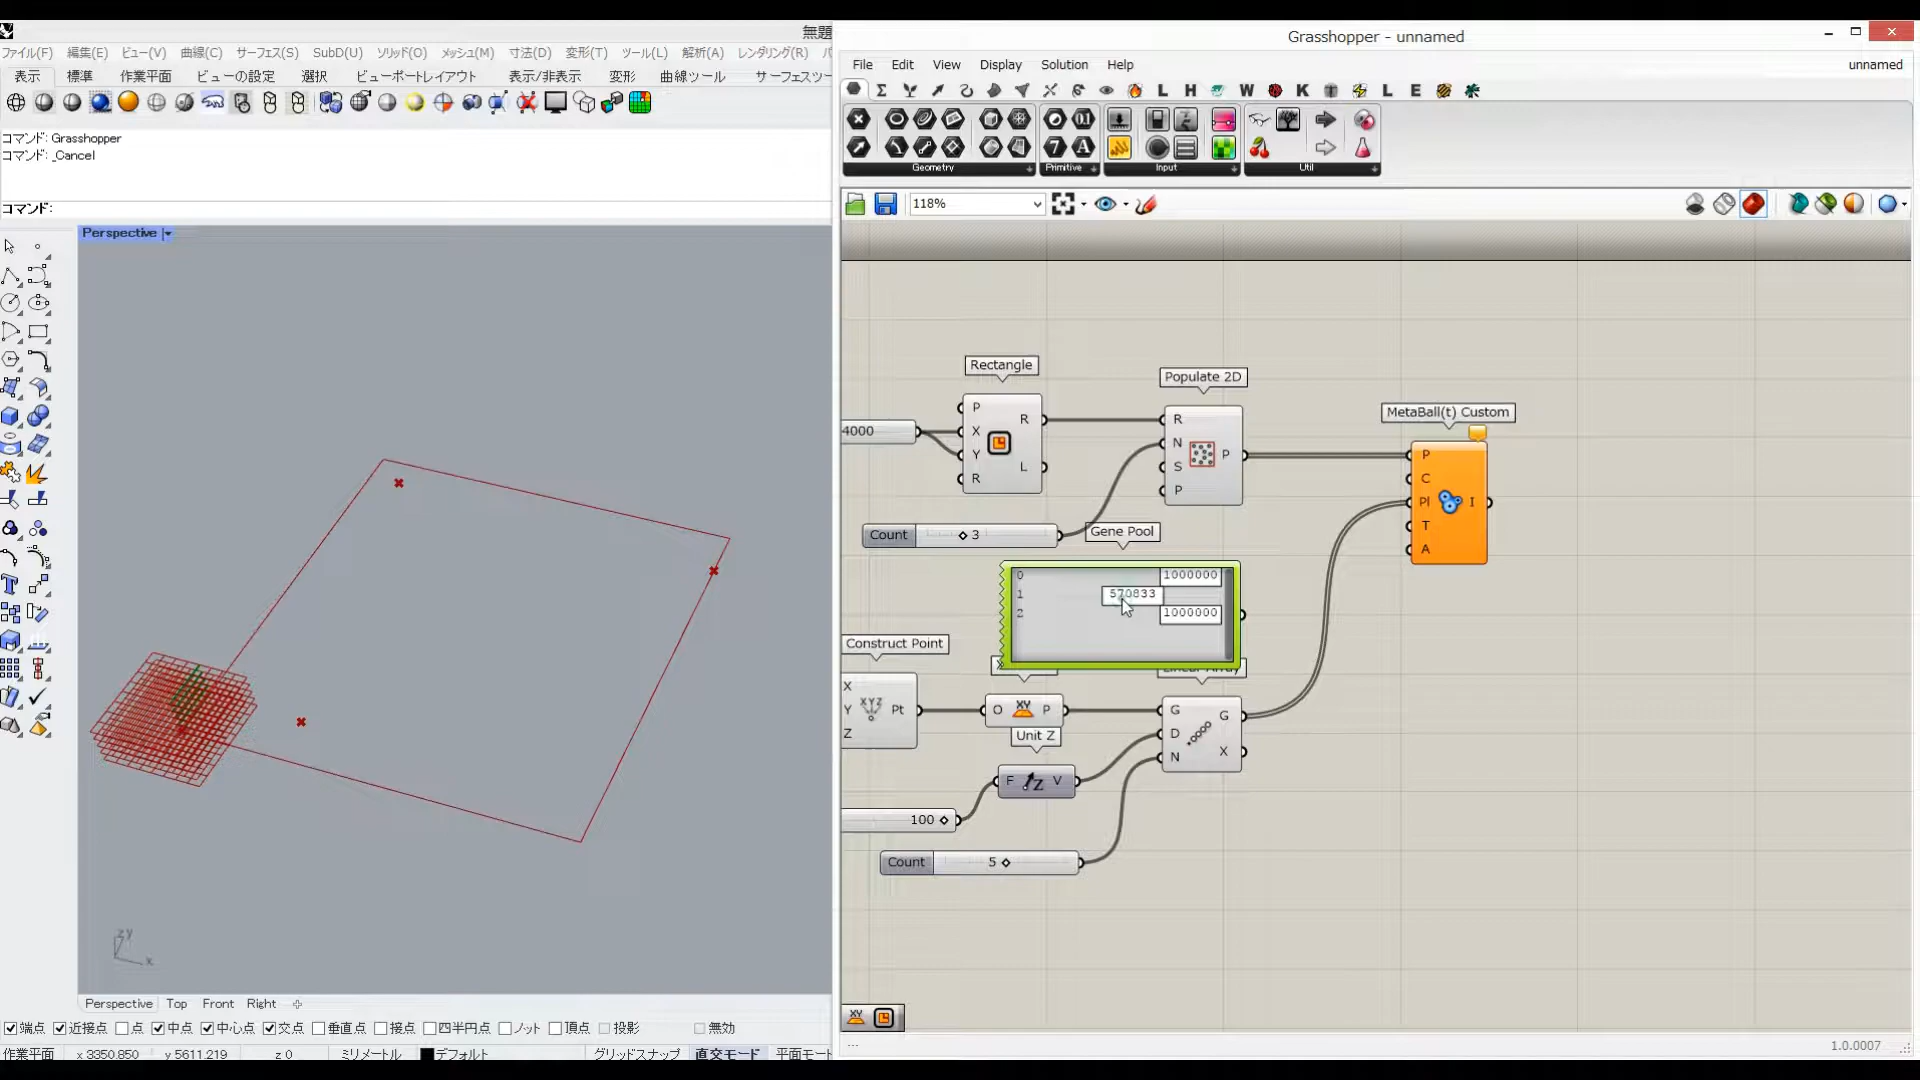 無題
ファイル(F) 編集(E) ビュー(V) 曲線(C) サーフェス(S) SubD(U) ソリッド(O) メッシュ(M) 寸法(D) 変形(T) ツール(L) 解析(A) レンダリング(R)
表示 標準 作業平面 ビューの設定 選択 ビューポートレイアウト 表示/非表示 変形 曲線ツール サーフェスツー
コマンド: Grasshopper
コマンド: _Cancel
コマンド:
Perspective
zy
x
Perspective Top Front Right
端点 近接点 点 中点 中心点 交点 垂直点 接点 四半円点 ノット 頂点 投影 無効
作業平面 x 3350.850 y 5611.219 z 0 ミリメートル デフォルト グリッドスナップ 直交モード 平面モー
Grasshopper - unnamed
File Edit View Display Solution Help unnamed
L H W K L E
Geometry Primitive Input Util
118%
Rectangle
P
X
Y
R
R
L
4000
Populate 2D
R
N
S
P
P
MetaBall(t) Custom
P
C
Pl
T
A
I
Count 3
Gene Pool
0 1000000
1 570833
2 1000000
Construct Point
X
Y
Z
XYZ
Pt
O XY P
Unit Z
F Z V
G
D
N
G
X
100
Count 5
XY
1.0.0007